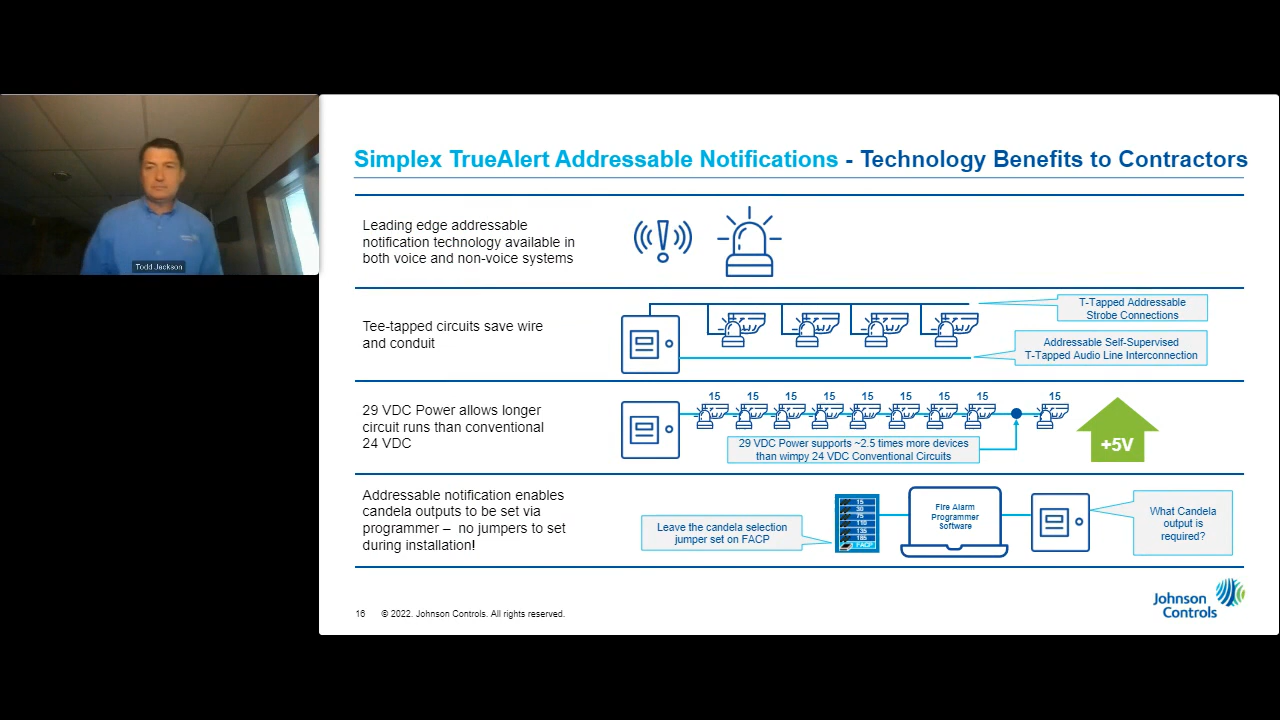 Todd Jackson
Simplex TrueAlert Addressable Notifications - Technology Benefits to Contractors
Leading edge addressable
notification technology available in
both voice and non-voice systems
Tee-tapped circuits save wire
and conduit
T-Tapped Addressable
Strobe Connections
Addressable Self-Supervised
T-Tapped Audio Line Interconnection
29 VDC Power allows longer
circuit runs than conventional
24 VDC
15 15 15 15 15 15 15 15 15
29 VDC Power supports ~2.5 times more devices
than wimpy 24 VDC Conventional Circuits
+5V
Addressable notification enables
candela outputs to be set via
programmer – no jumpers to set
during installation!
Leave the candela selection
jumper set on FACP
15
30
75
110
135
185
FACP
Fire Alarm
Programmer
Software
What Candela
output is
required?
16 © 2022. Johnson Controls. All rights reserved.
Johnson
Controls